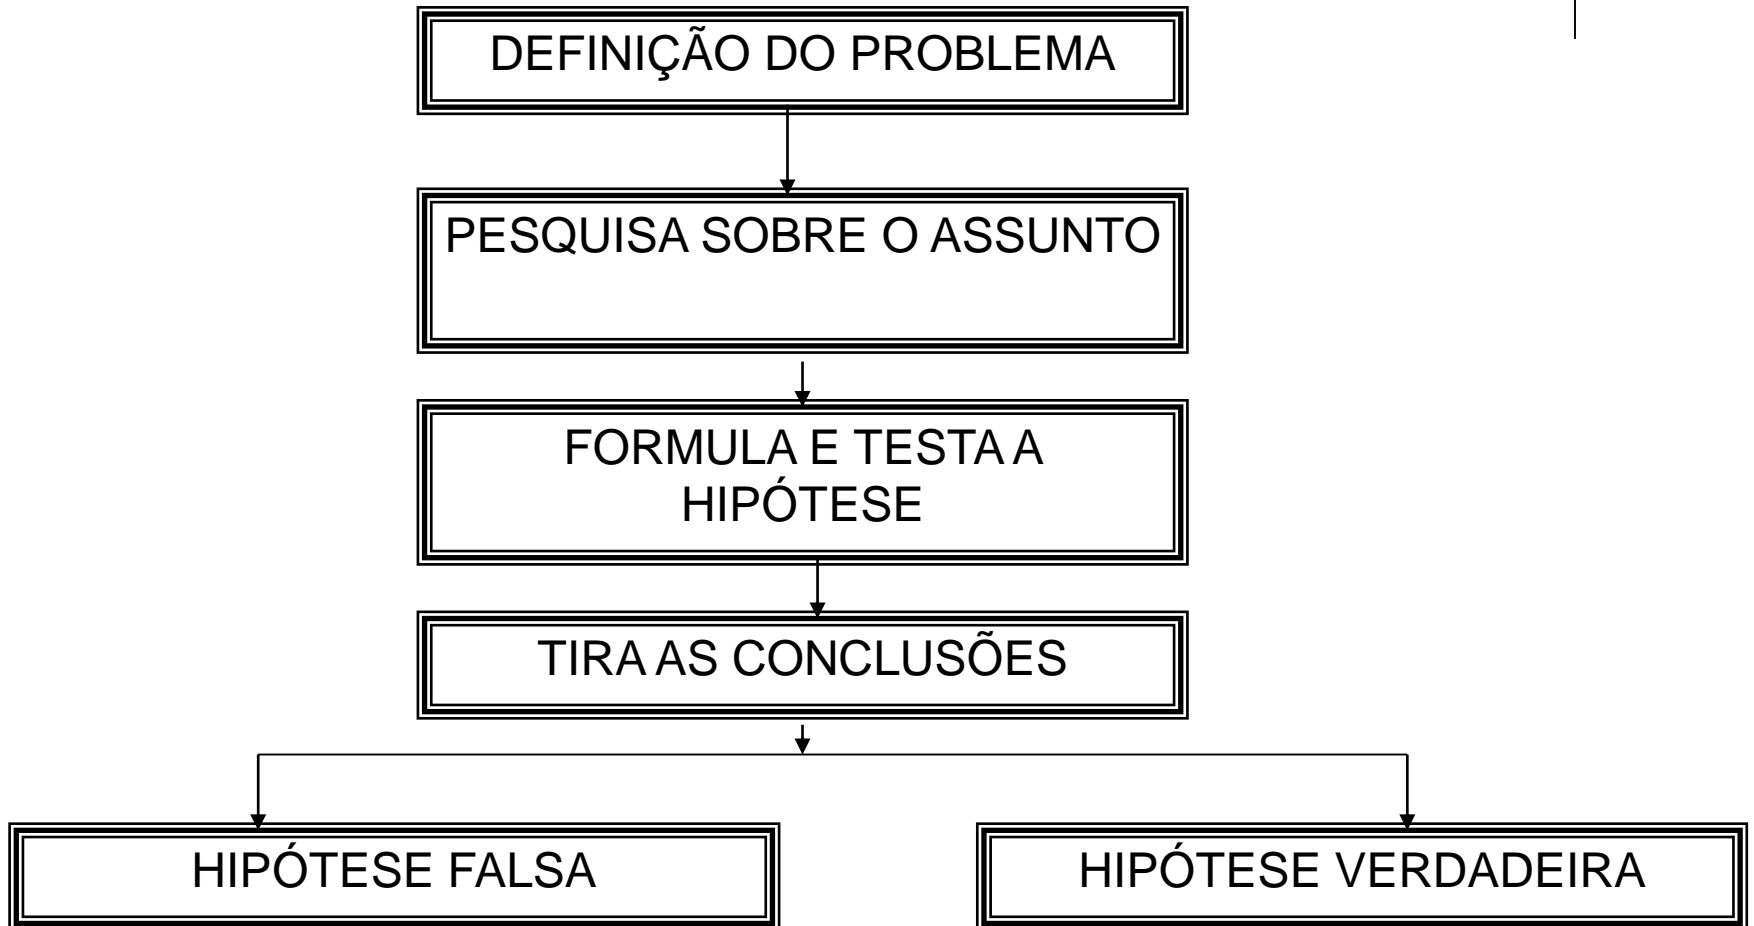 DEFINIÇÃO DO PROBLEMA
PESQUISA SOBRE O ASSUNTO
FORMULA E TESTA A
HIPÓTESE
TIRA AS CONCLUSÕES
HIPÓTESE FALSA
HIPÓTESE VERDADEIRA